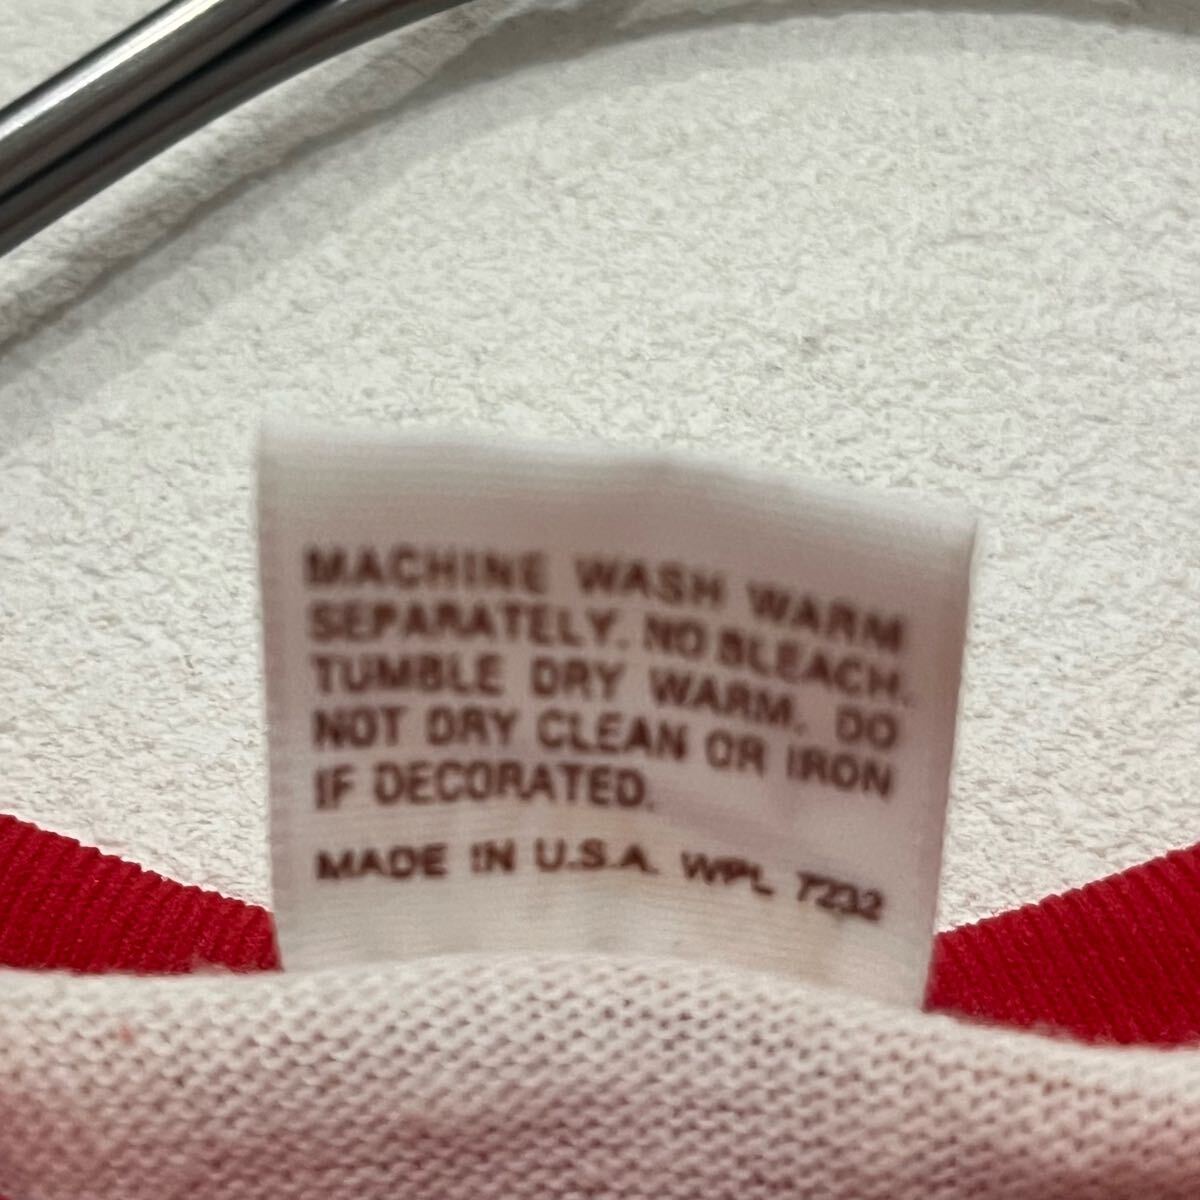 MACHINE WASH WARM
SEPARATELY. NO BLEACH.
TUMBLE DRY WARM. DO
NOT DRY CLEAN OR IRON
IF DECORATED.
MADE IN U.S.A. WPL 7232